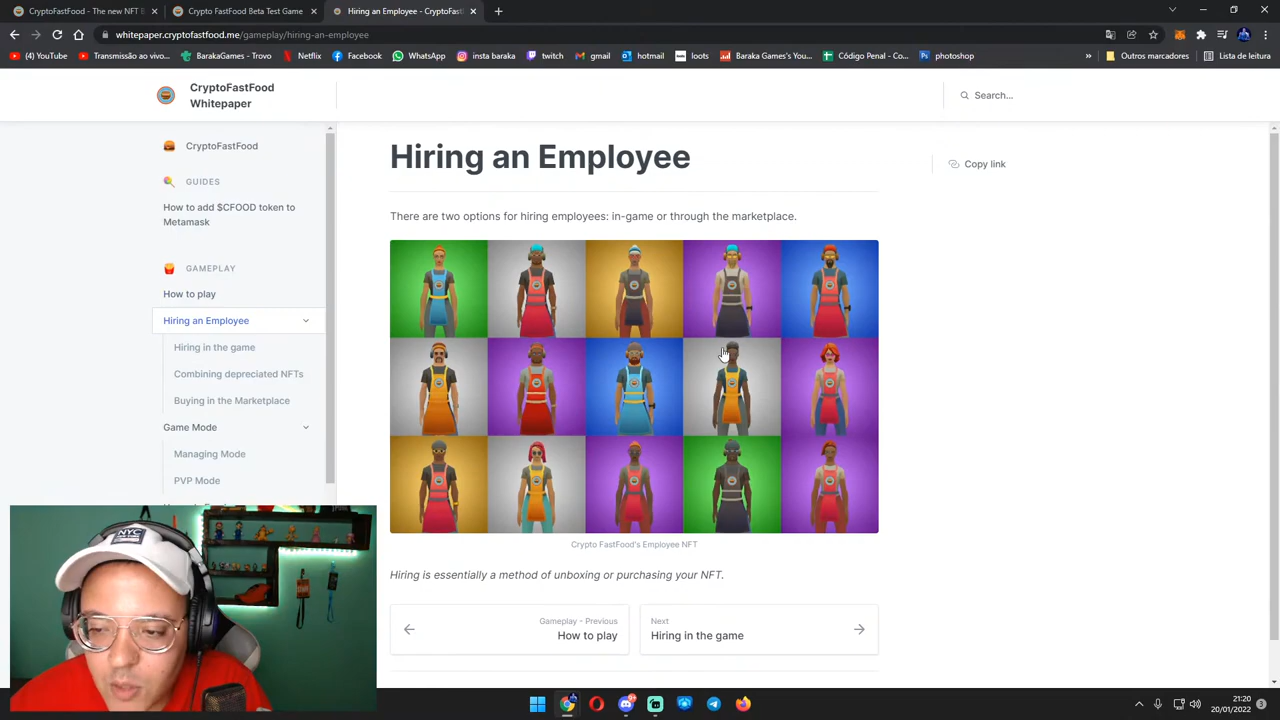 CryptoFastFood - The new NFT B
CryptoFastFood Beta Test Game
Hiring an Employee - CryptoFastF
whitepaper.cryptofastfood.me/gameplay/hiring-an-employee
(4) YouTube
Transmissão ao vivo...
BarakaGames - Trovo
Netflix
Facebook
WhatsApp
insta baraka
twitch
gmail
hotmail
loots
Baraka Games's You...
Código Penal - Co...
photoshop
Outros marcadores
Lista de leitura
CryptoFastFood
Whitepaper
Search...
CryptoFastFood
GUIDES
How to add $CFOOD token to
Metamask
GAMEPLAY
How to play
Hiring an Employee
Hiring in the game
Combining depreciated NFTs
Buying in the Marketplace
Game Mode
Managing Mode
PVP Mode
Hiring an Employee
Copy link
There are two options for hiring employees: in-game or through the marketplace.
Crypto FastFood's Employee NFT
Hiring is essentially a method of unboxing or purchasing your NFT.
Gameplay - Previous
How to play
Next
Hiring in the game
NYC
21:20
20/01/2022